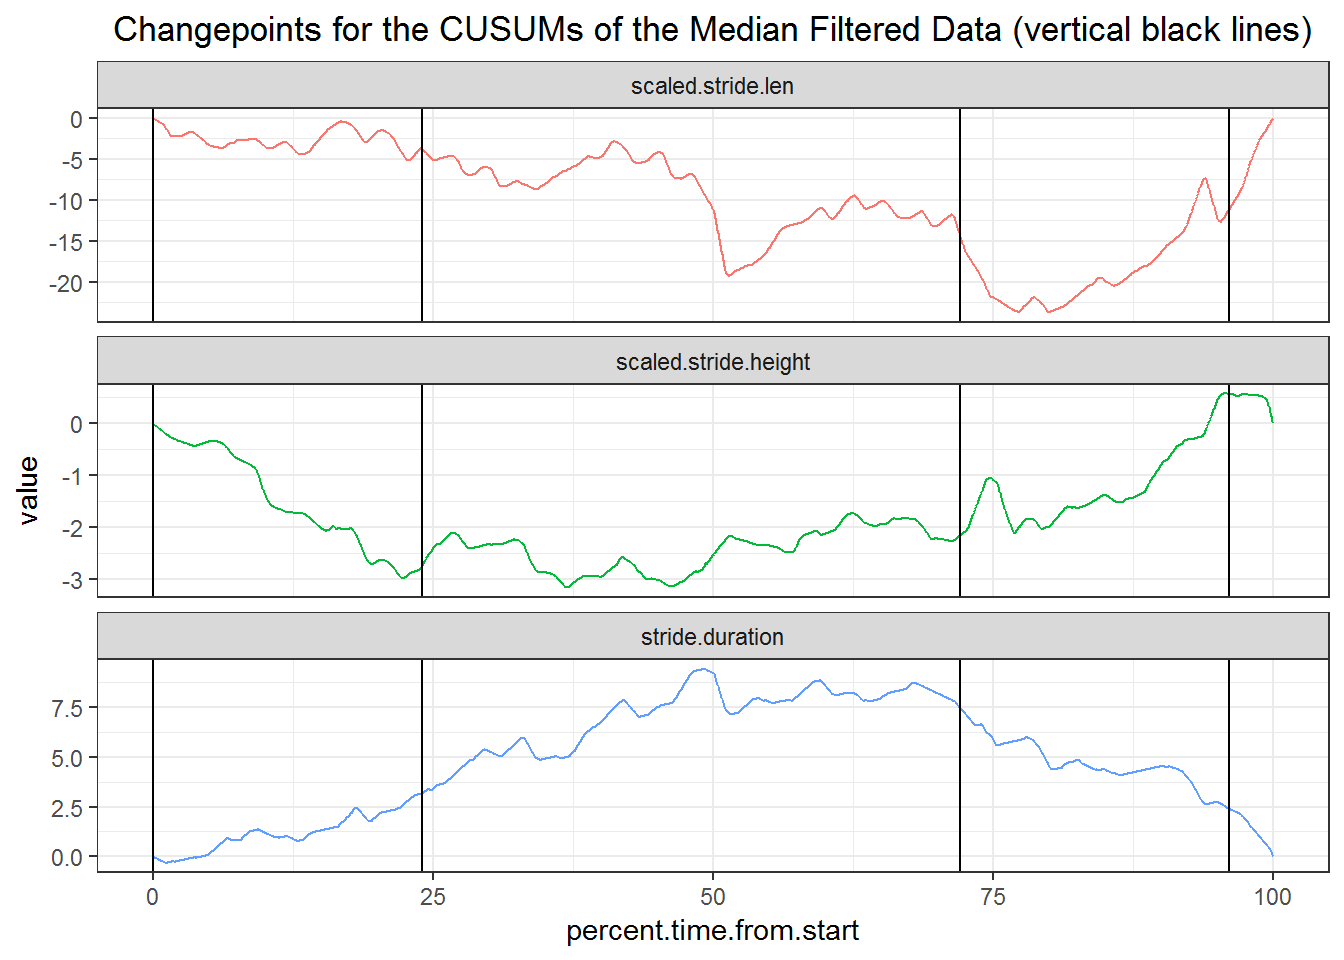 Changepoints for the CUSUMs of the Median Filtered Data (vertical black lines)
scaled.stride.len
0
-5
-10
-15
-20
scaled.stride.height
0
-1
-2
-3
value
stride.duration
7.5
5.0
2.5
0.0
0 25 50 75 100
percent.time.from.start